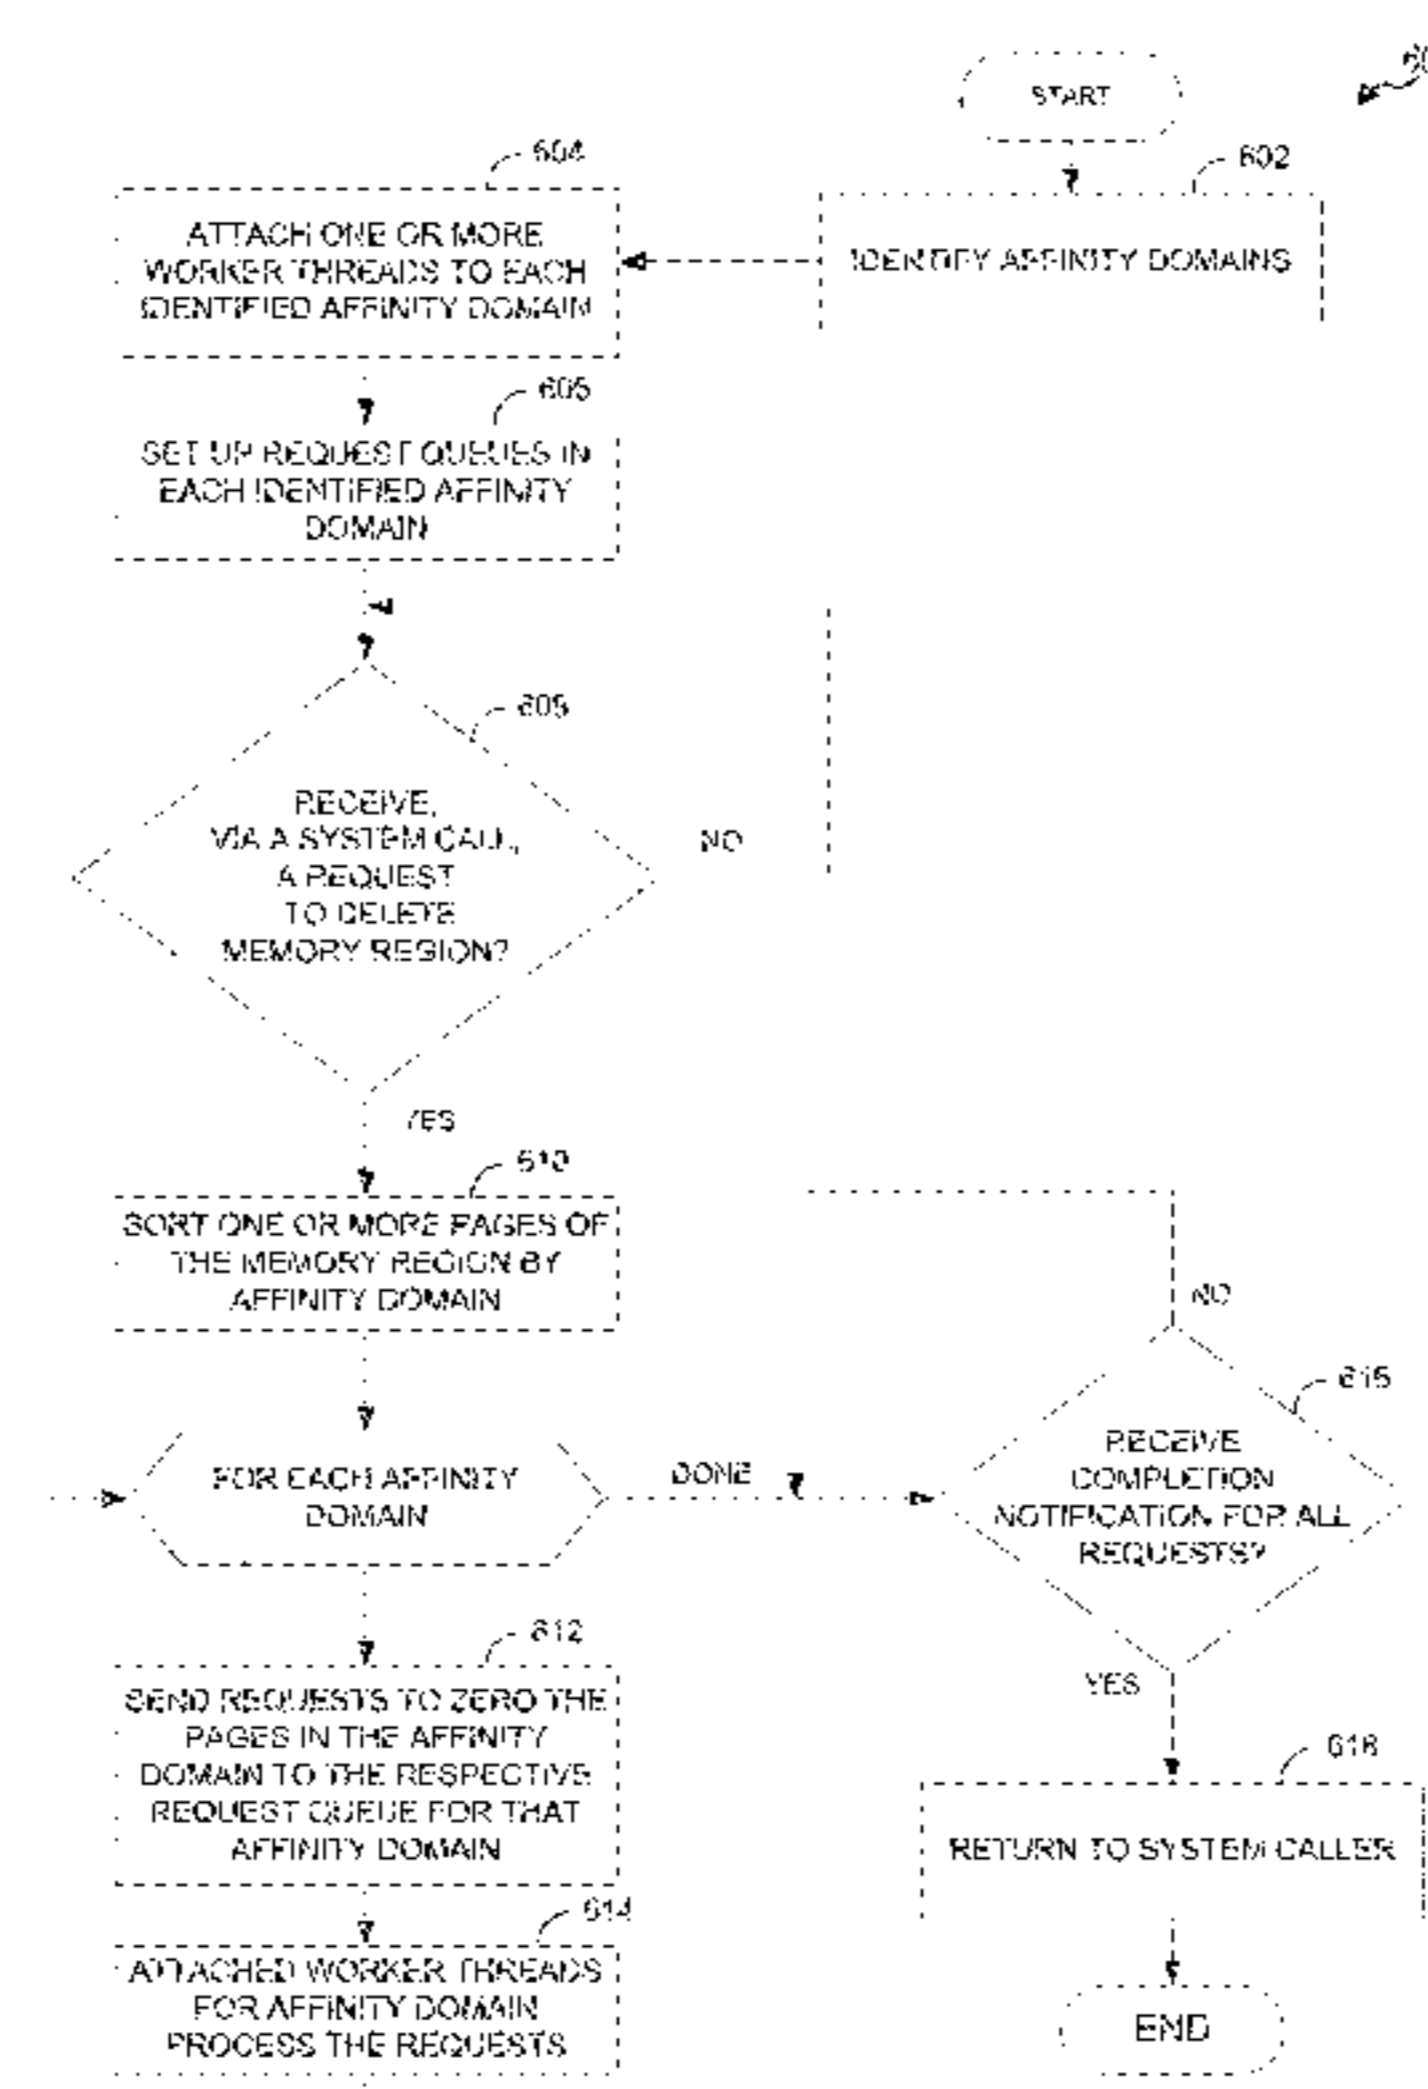 START
602
IDENTIFY AFFINITY DOMAINS
604
ATTACH ONE OR MORE
WORKER THREADS TO EACH
IDENTIFIED AFFINITY DOMAIN
SET UP REQUEST QUEUES IN
EACH IDENTIFIED AFFINITY
DOMAIN
RECEIVE,
VIA A SYSTEM CALL,
A REQUEST
TO DELETE
MEMORY REGION?
NO
YES
610
SORT ONE OR MORE PAGES OF
THE MEMORY REGION BY
AFFINITY DOMAIN
FOR EACH AFFINITY
DOMAIN
DONE
612
SEND REQUESTS TO ZERO THE
PAGES IN THE AFFINITY
DOMAIN TO THE RESPECTIVE
REQUEST QUEUE FOR THAT
AFFINITY DOMAIN
614
ATTACHED WORKER THREADS
FOR AFFINITY DOMAIN
PROCESS THE REQUESTS
NO
RECEIVE
COMPLETION
NOTIFICATION FOR ALL
REQUESTS?
YES
RETURN TO SYSTEM CALLER
END